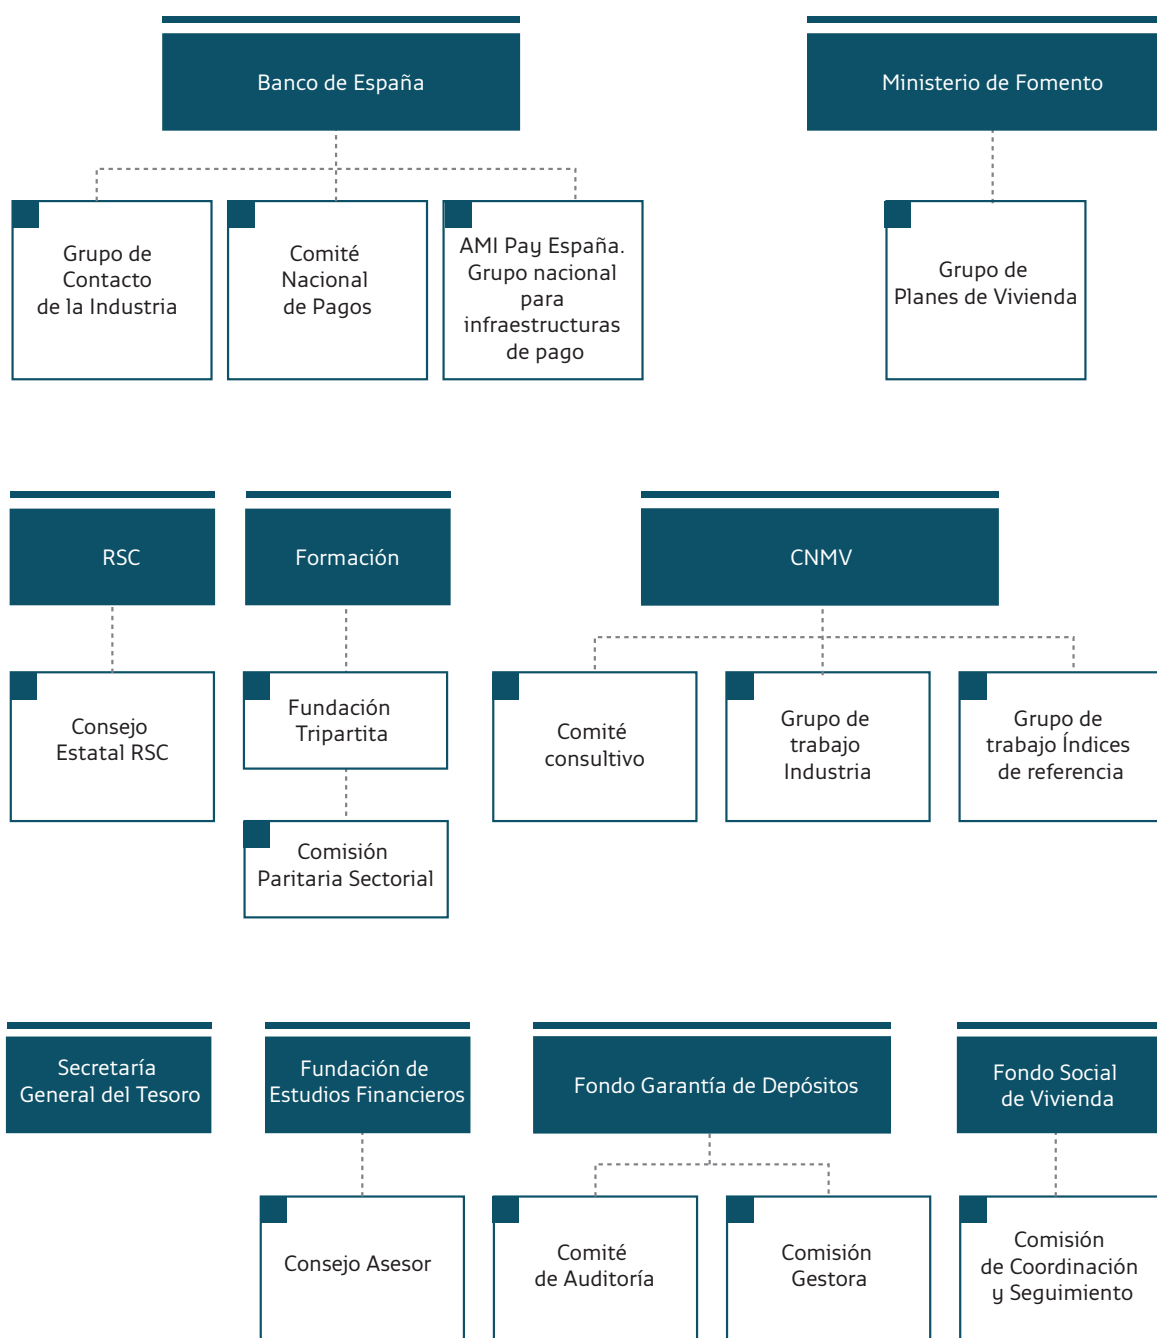 Banco de España
Ministerio de Fomento
Grupo de
Contacto
de la Industria
Comité
Nacional
de Pagos
AMI Pay España.
Grupo nacional
para
infraestructuras
de pago
Grupo de
Planes de Vivienda
RSC
Formación
CNMV
Consejo
Estatal RSC
Fundación
Tripartita
Comisión
Paritaria Sectorial
Comité
consultivo
Grupo de
trabajo
Industria
Grupo de
trabajo Índices
de referencia
Secretaría
General del Tesoro
Fundación de
Estudios Financieros
Fondo Garantía de Depósitos
Fondo Social
de Vivienda
Consejo Asesor
Comité
de Auditoría
Comisión
Gestora
Comisión
de Coordinación
y Seguimiento